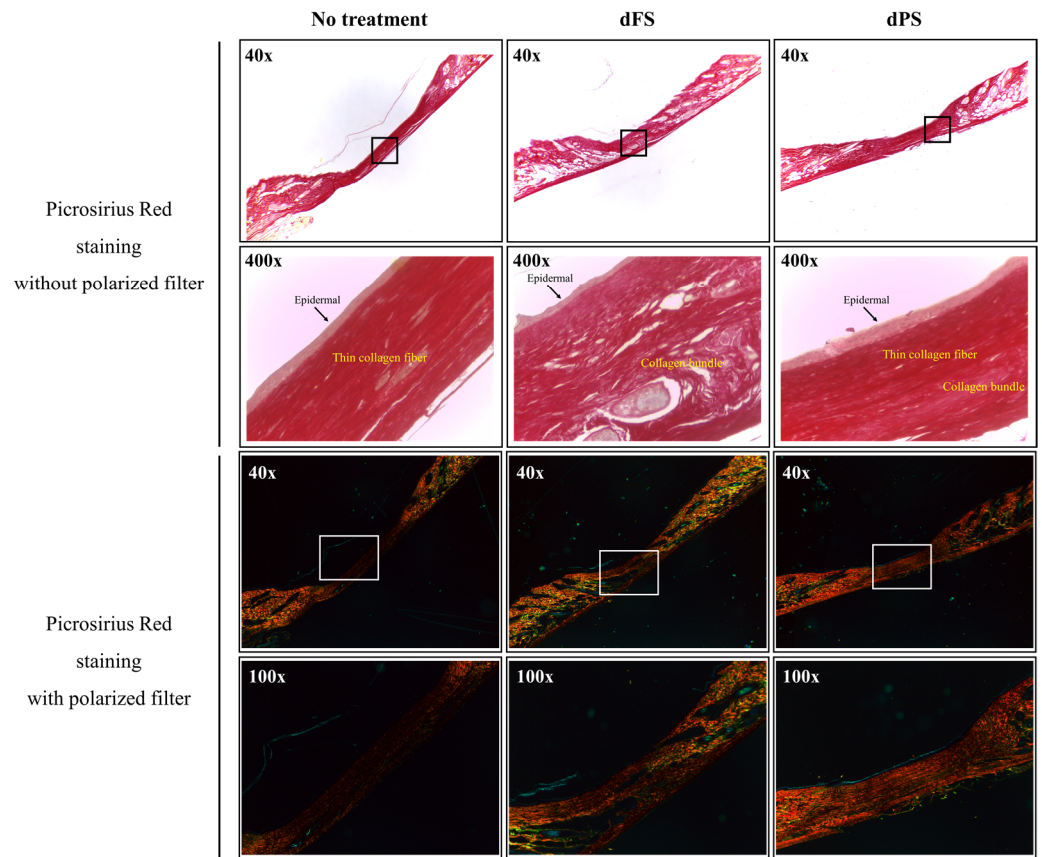 No treatment dFS dPS
40x 40x 40x
Picrosirius Red
staining
without polarized filter
400x 400x 400x
Epidermal Epidermal Epidermal
Thin collagen fiber Collagen bundle Thin collagen fiber
Collagen bundle
40x 40x 40x
Picrosirius Red
staining
with polarized filter
100x 100x 100x